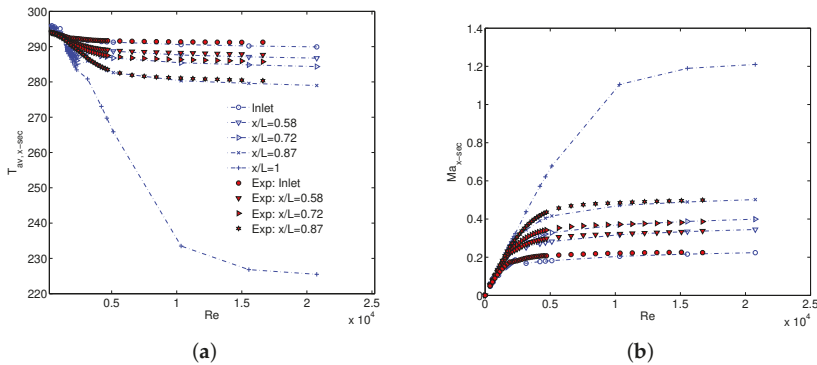 300
290
280
270
260
250
240
230
220
T_av, x−sec
0.5
1
1.5
2
2.5
x 10^4
Re
Inlet
x/L=0.58
x/L=0.72
x/L=0.87
x/L=1
Exp: Inlet
Exp: x/L=0.58
Exp: x/L=0.72
Exp: x/L=0.87
(a)
1.4
1.2
1
0.8
0.6
0.4
0.2
0
Ma_x−sec
0
0.5
1
1.5
2
2.5
x 10^4
Re
(b)